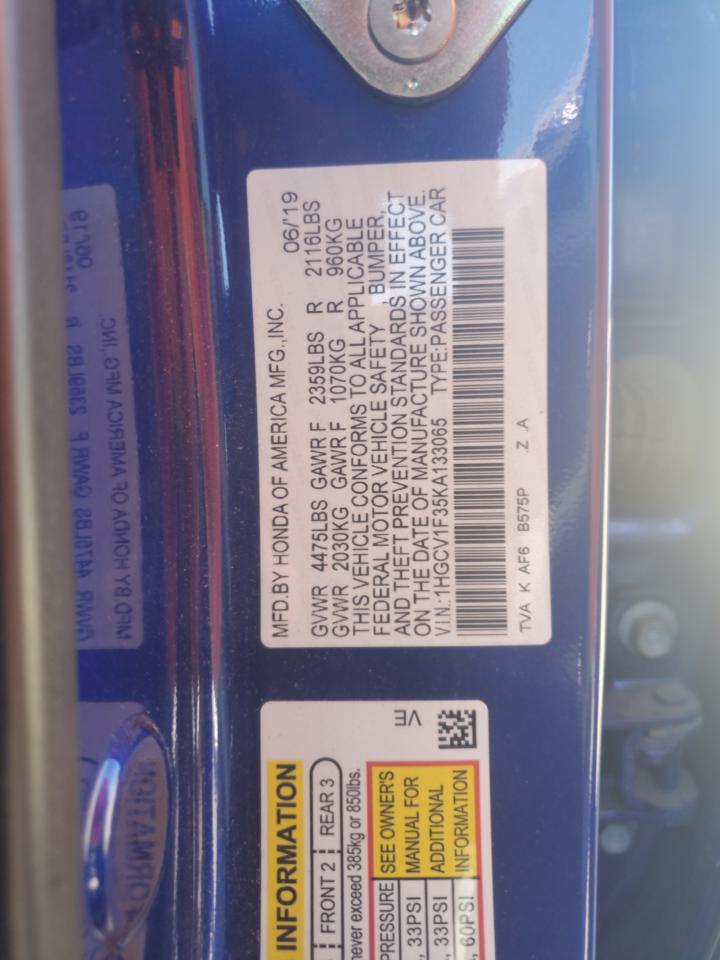 MFD.BY HONDA OF AMERICA MFG.,INC. 06/'19
GVWR 4475LBS GAWR F 2359LBS R 2116LBS
GVWR 2030KG GAWR F 1070KG R 960KG
THIS VEHICLE CONFORMS TO ALL APPLICABLE
FEDERAL MOTOR VEHICLE SAFETY , BUMPER,
AND THEFT PREVENTION STANDARDS IN EFFECT
ON THE DATE OF MANUFACTURE SHOWN ABOVE.
V.I.N.:1HGCV1F35KA133065 TYPE:PASSENGER CAR
TVA K AF6 B575P .Z .A
VE
INFORMATION
FRONT 2 REAR 3
never exceed 385kg or 850lbs.
PRESSURE SEE OWNER'S
, 33PSI MANUAL FOR
, 33PSI ADDITIONAL
, 60PSI INFORMATION